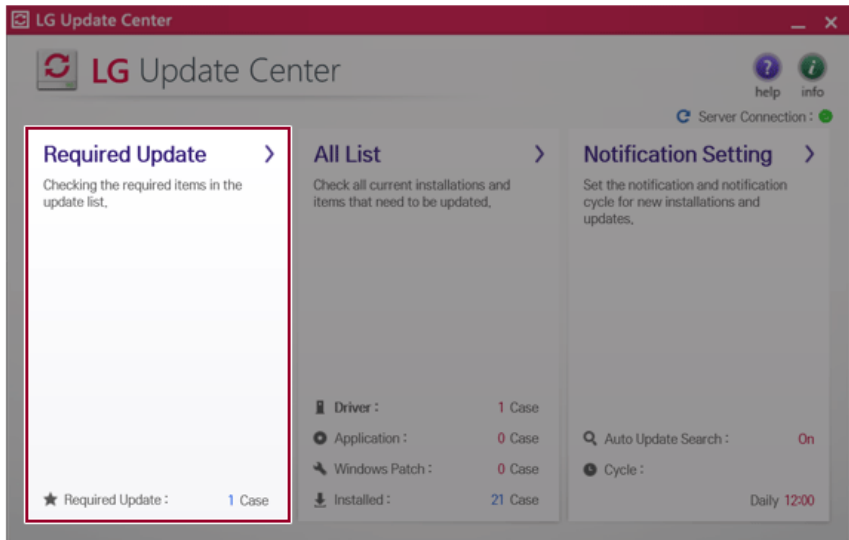 LG Update Center
LG Update Center
help
info
Server Connection :
Required Update
Checking the required items in the
update list,
Required Update : 1 Case
All List
Check all current installations and
items that need to be updated,
Driver : 1 Case
Application : 0 Case
Windows Patch : 0 Case
Installed : 21 Case
Notification Setting
Set the notification and notification
cycle for new installations and
updates,
Auto Update Search : On
Cycle :
Daily 12:00